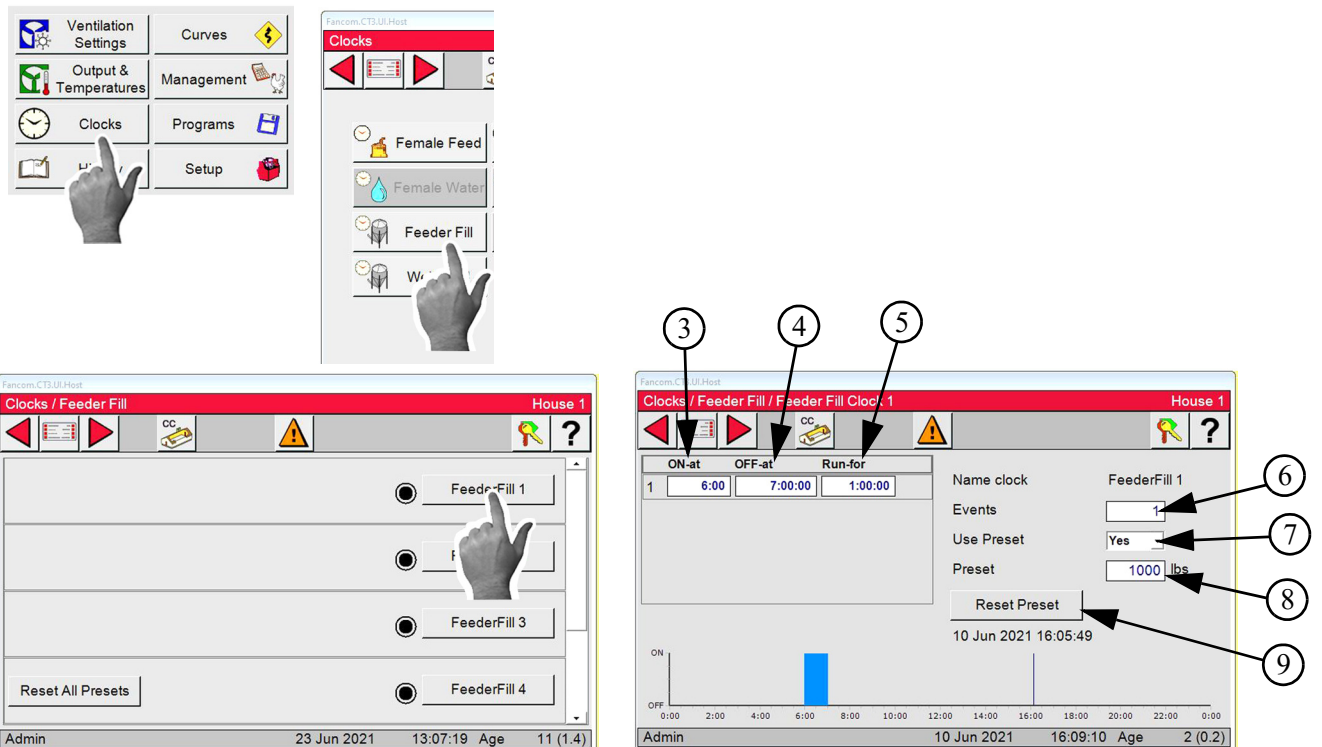 Ventilation
Settings
Curves
Output &
Temperatures
Management
Clocks
Programs
Setup
Fancom.CT3.UI.Host
Clocks
Female Feed
Female Water
Feeder Fill
Fancom.CT3.UI.Host
Clocks / Feeder Fill
House 1
CC
?
FeederFill 1
FeederFill 3
Reset All Presets
FeederFill 4
Admin
23 Jun 2021
13:07:19
Age
11 (1.4)
3
4
5
Fancom.CT3.UI.Host
Clocks / Feeder Fill / Feeder Fill Clock 1
House 1
CC
?
ON-at
OFF-at
Run-for
1
6:00
7:00:00
1:00:00
Name clock
FeederFill 1
Events
1
Use Preset
Yes
Preset
1000 lbs
Reset Preset
10 Jun 2021 16:05:49
6
7
8
9
ON
OFF
0:00 2:00 4:00 6:00 8:00 10:00 12:00 14:00 16:00 18:00 20:00 22:00 0:00
Admin
10 Jun 2021
16:09:10
Age
2 (0.2)